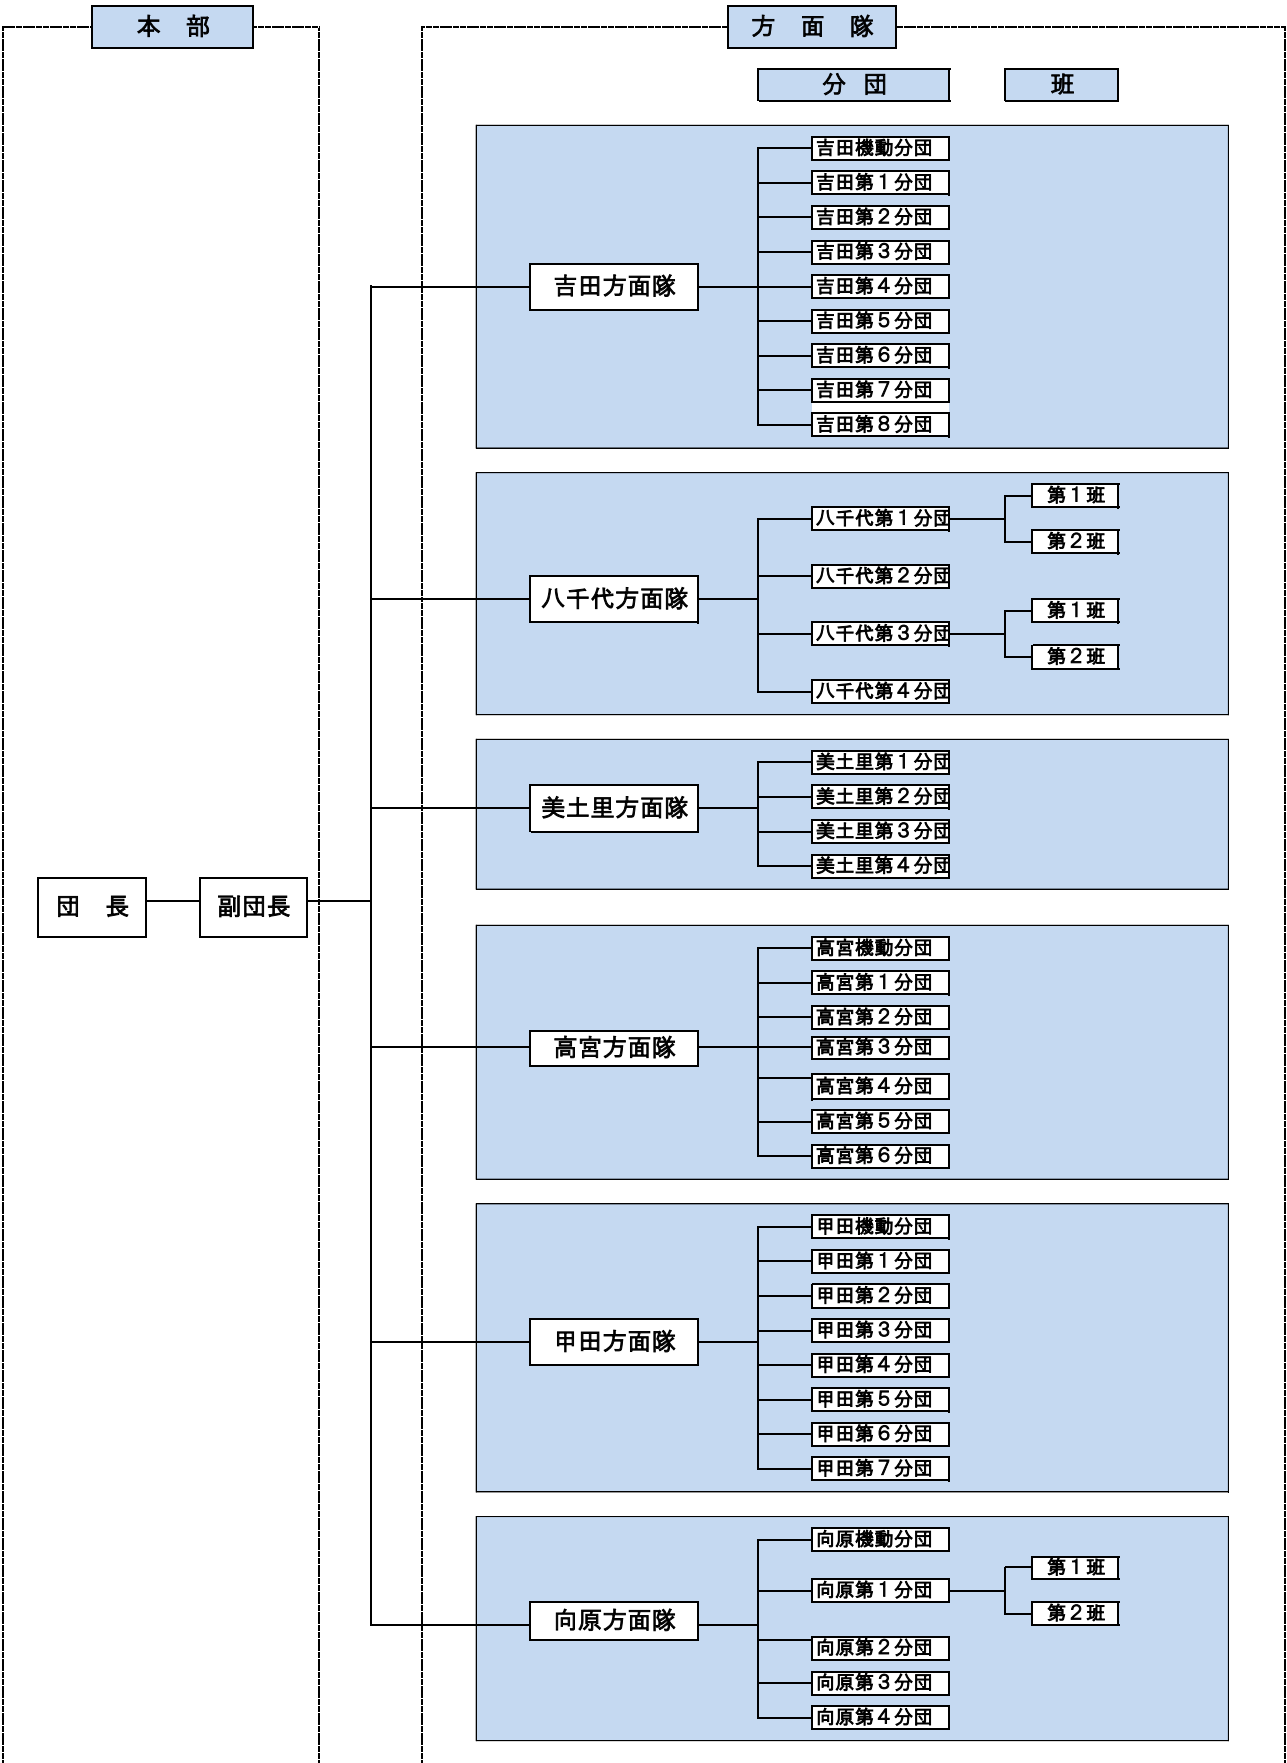 本　部
方　面　隊
分　団
班
吉田機動分団
吉田第１分団
吉田第２分団
吉田第３分団
吉田方面隊
吉田第４分団
吉田第５分団
吉田第６分団
吉田第７分団
吉田第８分団
第１班
八千代第１分団
第２班
八千代第２分団
八千代方面隊
第１班
八千代第３分団
第２班
八千代第４分団
美土里第１分団
美土里第２分団
美土里方面隊
美土里第３分団
美土里第４分団
団　長
副団長
高宮機動分団
高宮第１分団
高宮第２分団
高宮方面隊
高宮第３分団
高宮第４分団
高宮第５分団
高宮第６分団
甲田機動分団
甲田第１分団
甲田第２分団
甲田第３分団
甲田方面隊
甲田第４分団
甲田第５分団
甲田第６分団
甲田第７分団
向原機動分団
第１班
向原第１分団
第２班
向原方面隊
向原第２分団
向原第３分団
向原第４分団